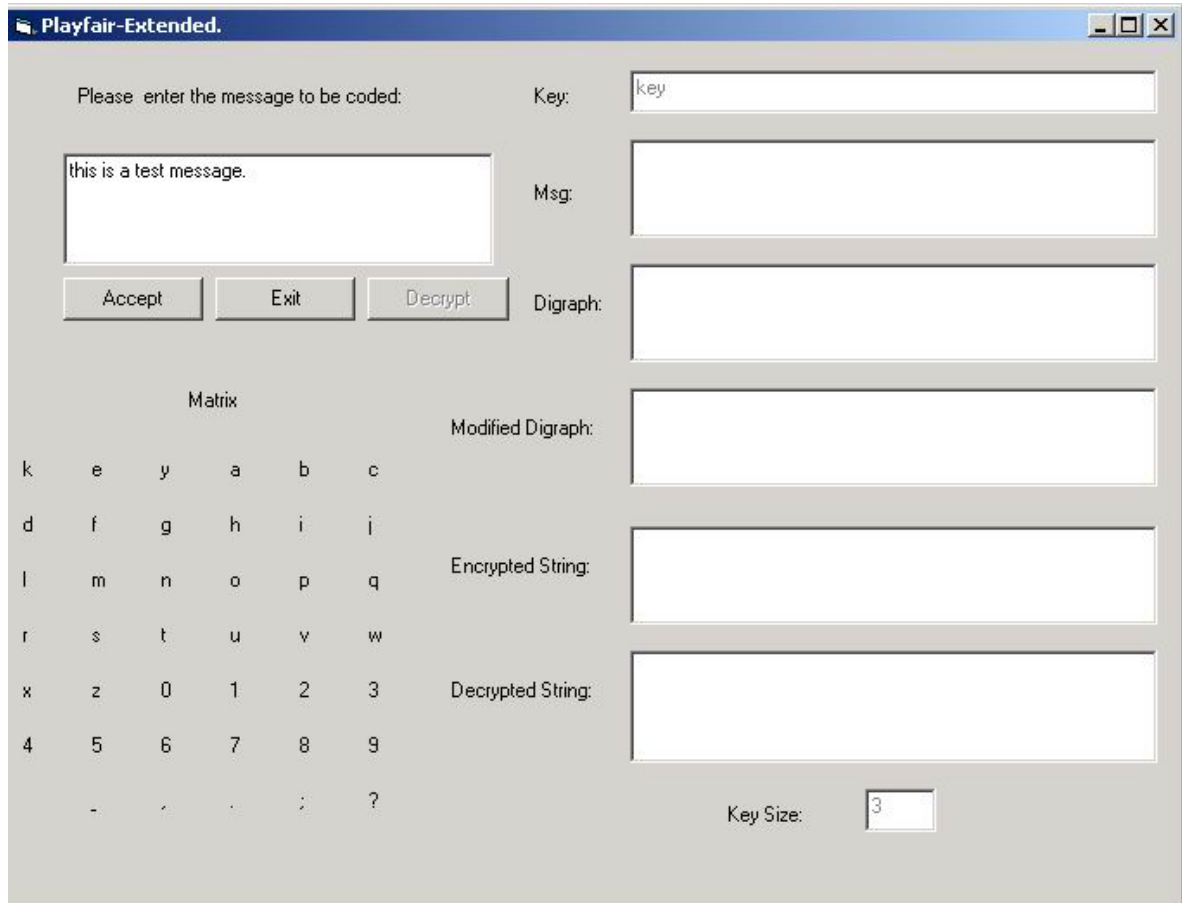 Playfair-Extended.
Please enter the message to be coded:
this is a test message.
Accept Exit Decrypt
Key: key
Msg:
Digraph:
Modified Digraph:
Encrypted String:
Decrypted String:
Key Size: 3
Matrix
k e y a b c
d f g h i j
l m n o p q
r s t u v w
x z 0 1 2 3
4 5 6 7 8 9
- , . ; ?